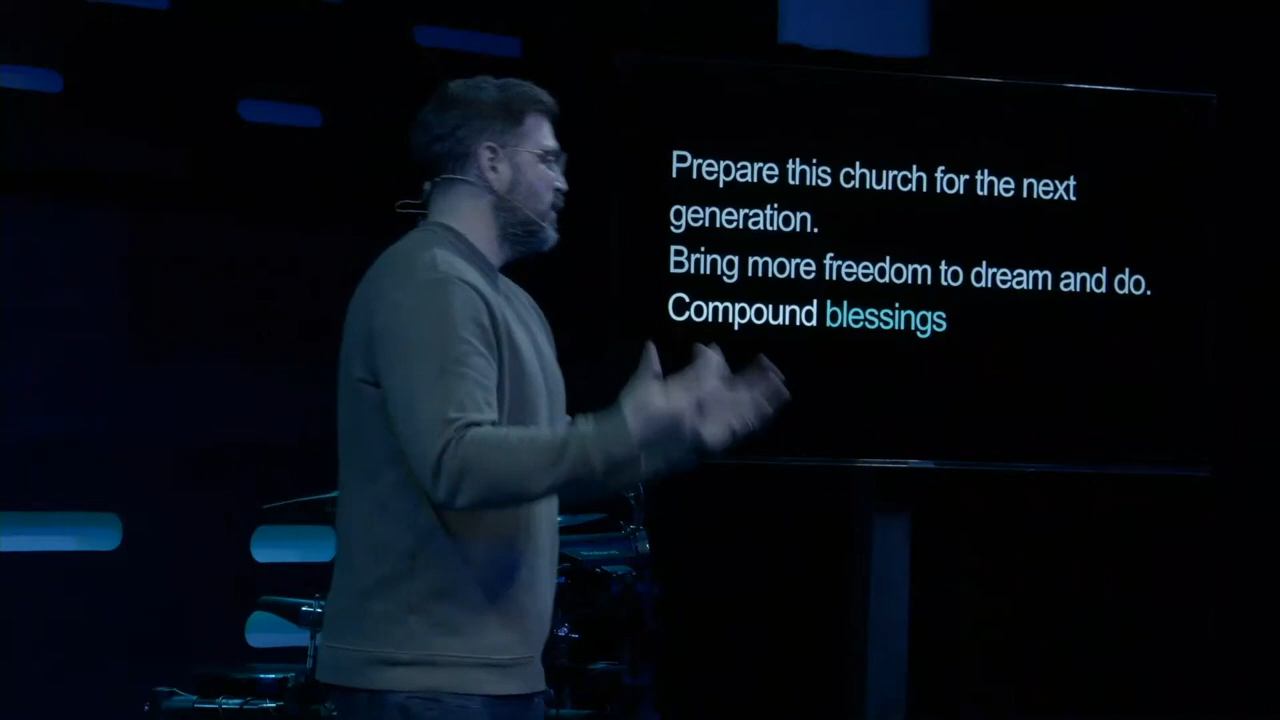 Prepare this church for the next
generation.
Bring more freedom to dream and do.
Compound blessings